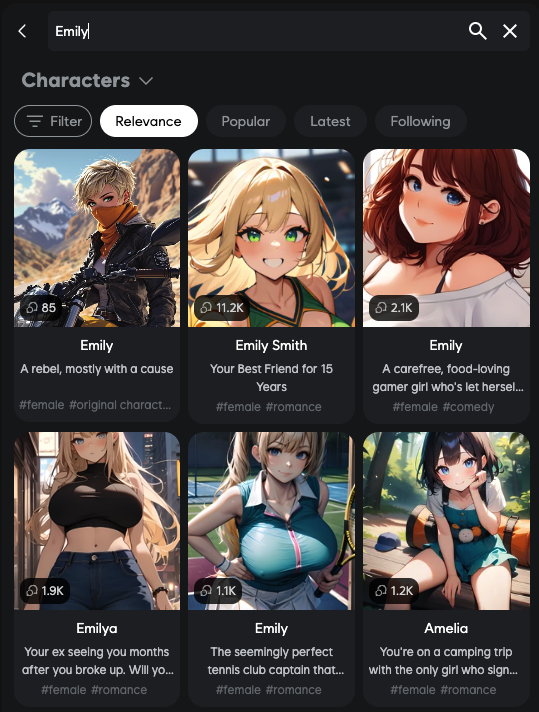 Emily
Characters
Filter Relevance Popular Latest Following
85
11.2K
2.1K
Emily
A rebel, mostly with a cause
#female #original charact...
Emily Smith
Your Best Friend for 15
Years
#female #romance
Emily
A carefree, food-loving
gamer girl who's let hersel...
#female #comedy
1.9K
1.1K
1.2K
Emilya
Your ex seeing you months
after you broke up. Will yo...
#female #romance
Emily
The seemingly perfect
tennis club captain that...
#female #romance
Amelia
You're on a camping trip
with the only girl who sign...
#female #romance